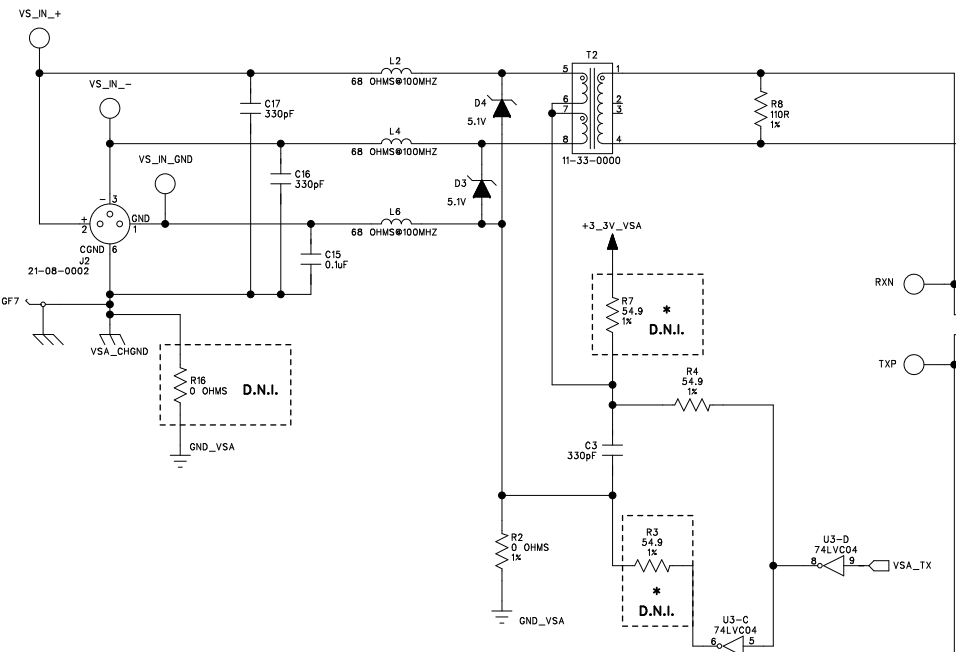 VS_IN_+
VS_IN_-
VS_IN_GND
C17
330pF
C16
330pF
C15
0.1uF
L2
68 OHMS@100MHZ
L4
68 OHMS@100MHZ
L6
68 OHMS@100MHZ
D4
5.1V
D3
5.1V
T2
5
6
7
8
1
2
3
4
11-33-0000
R8
110R
1%
-
3
+
2
GND
1
CGND
6
J2
21-08-0002
GF7
VSA_CHGND
R16
0 OHMS
D.N.I.
GND_VSA
+3_3V_VSA
R7
54.9
1%
*
D.N.I.
R4
54.9
1%
C3
330pF
R2
0 OHMS
1%
GND_VSA
R3
54.9
1%
*
D.N.I.
U3-D
74LVC04
8
9
VSA_TX
U3-C
74LVC04
6
5
RXN
TXP